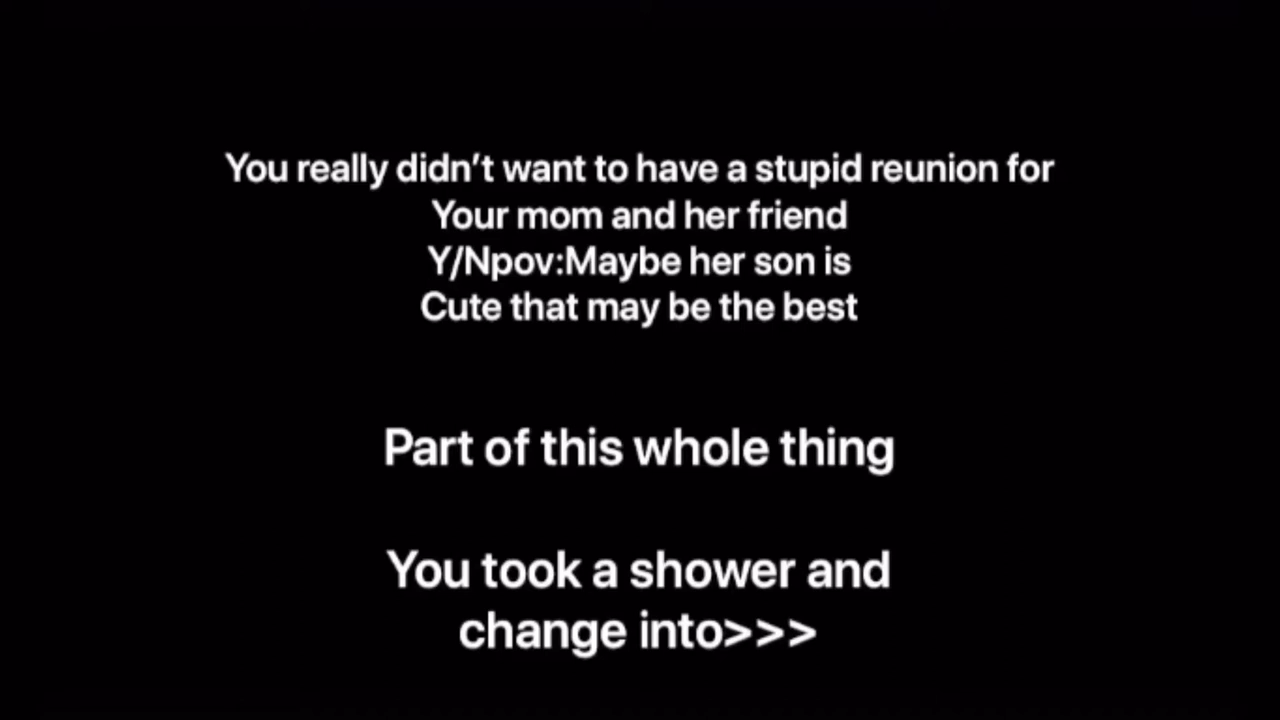 You really didn’t want to have a stupid reunion for
Your mom and her friend
Y/Npov:Maybe her son is
Cute that may be the best
Part of this whole thing
You took a shower and
change into>>>